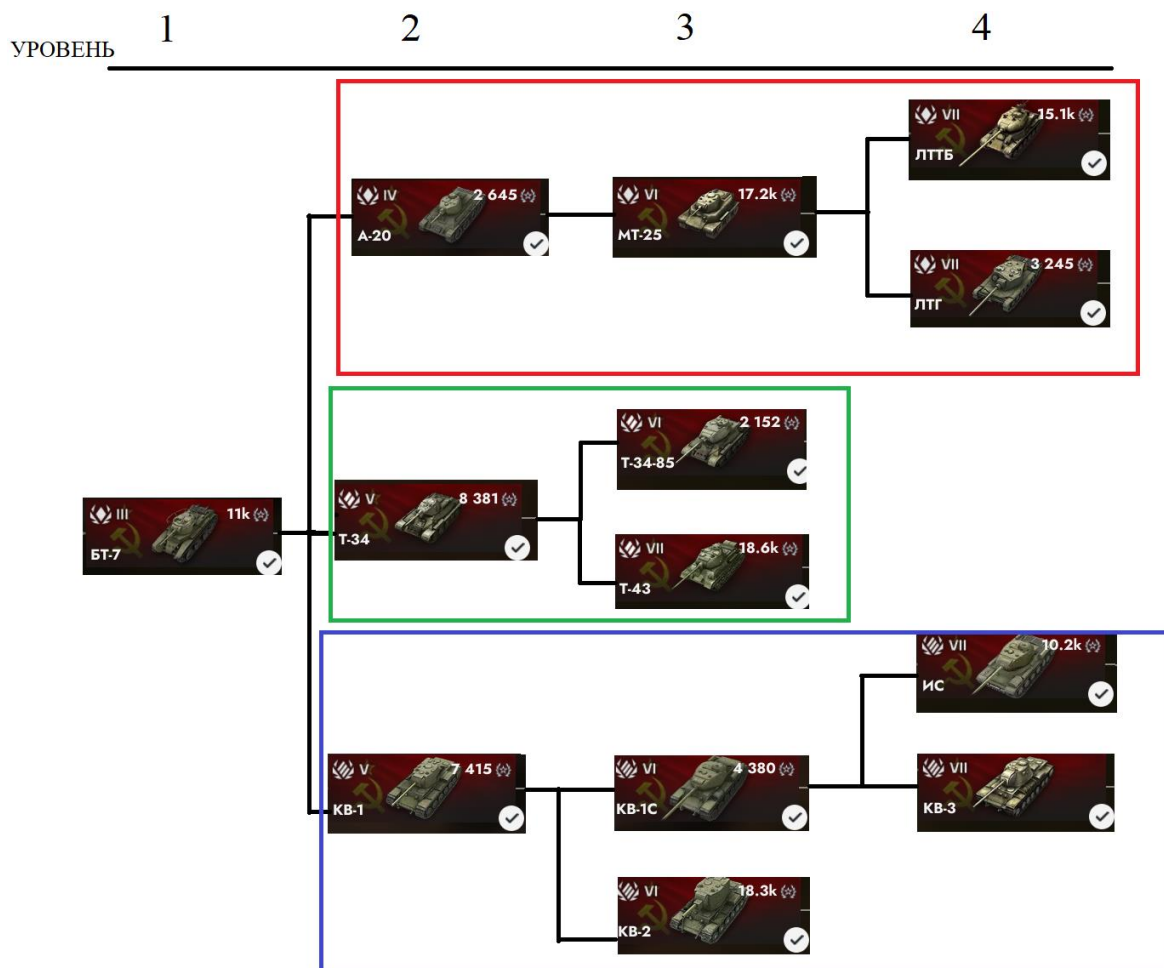 УРОВЕНЬ 1 2 3 4
VII 15.1k
ЛТТБ
IV 2 645
А-20
VI 17.2k
МТ-25
VII 3 245
ЛТГ
VI 2 152
Т-34-85
III 11k
БТ-7
V 8 381
Т-34
VII 18.6k
Т-43
VII 10.2k
ИС
V 7 415
КВ-1
VI 4 380
КВ-1С
VII
КВ-3
VI 18.3k
КВ-2